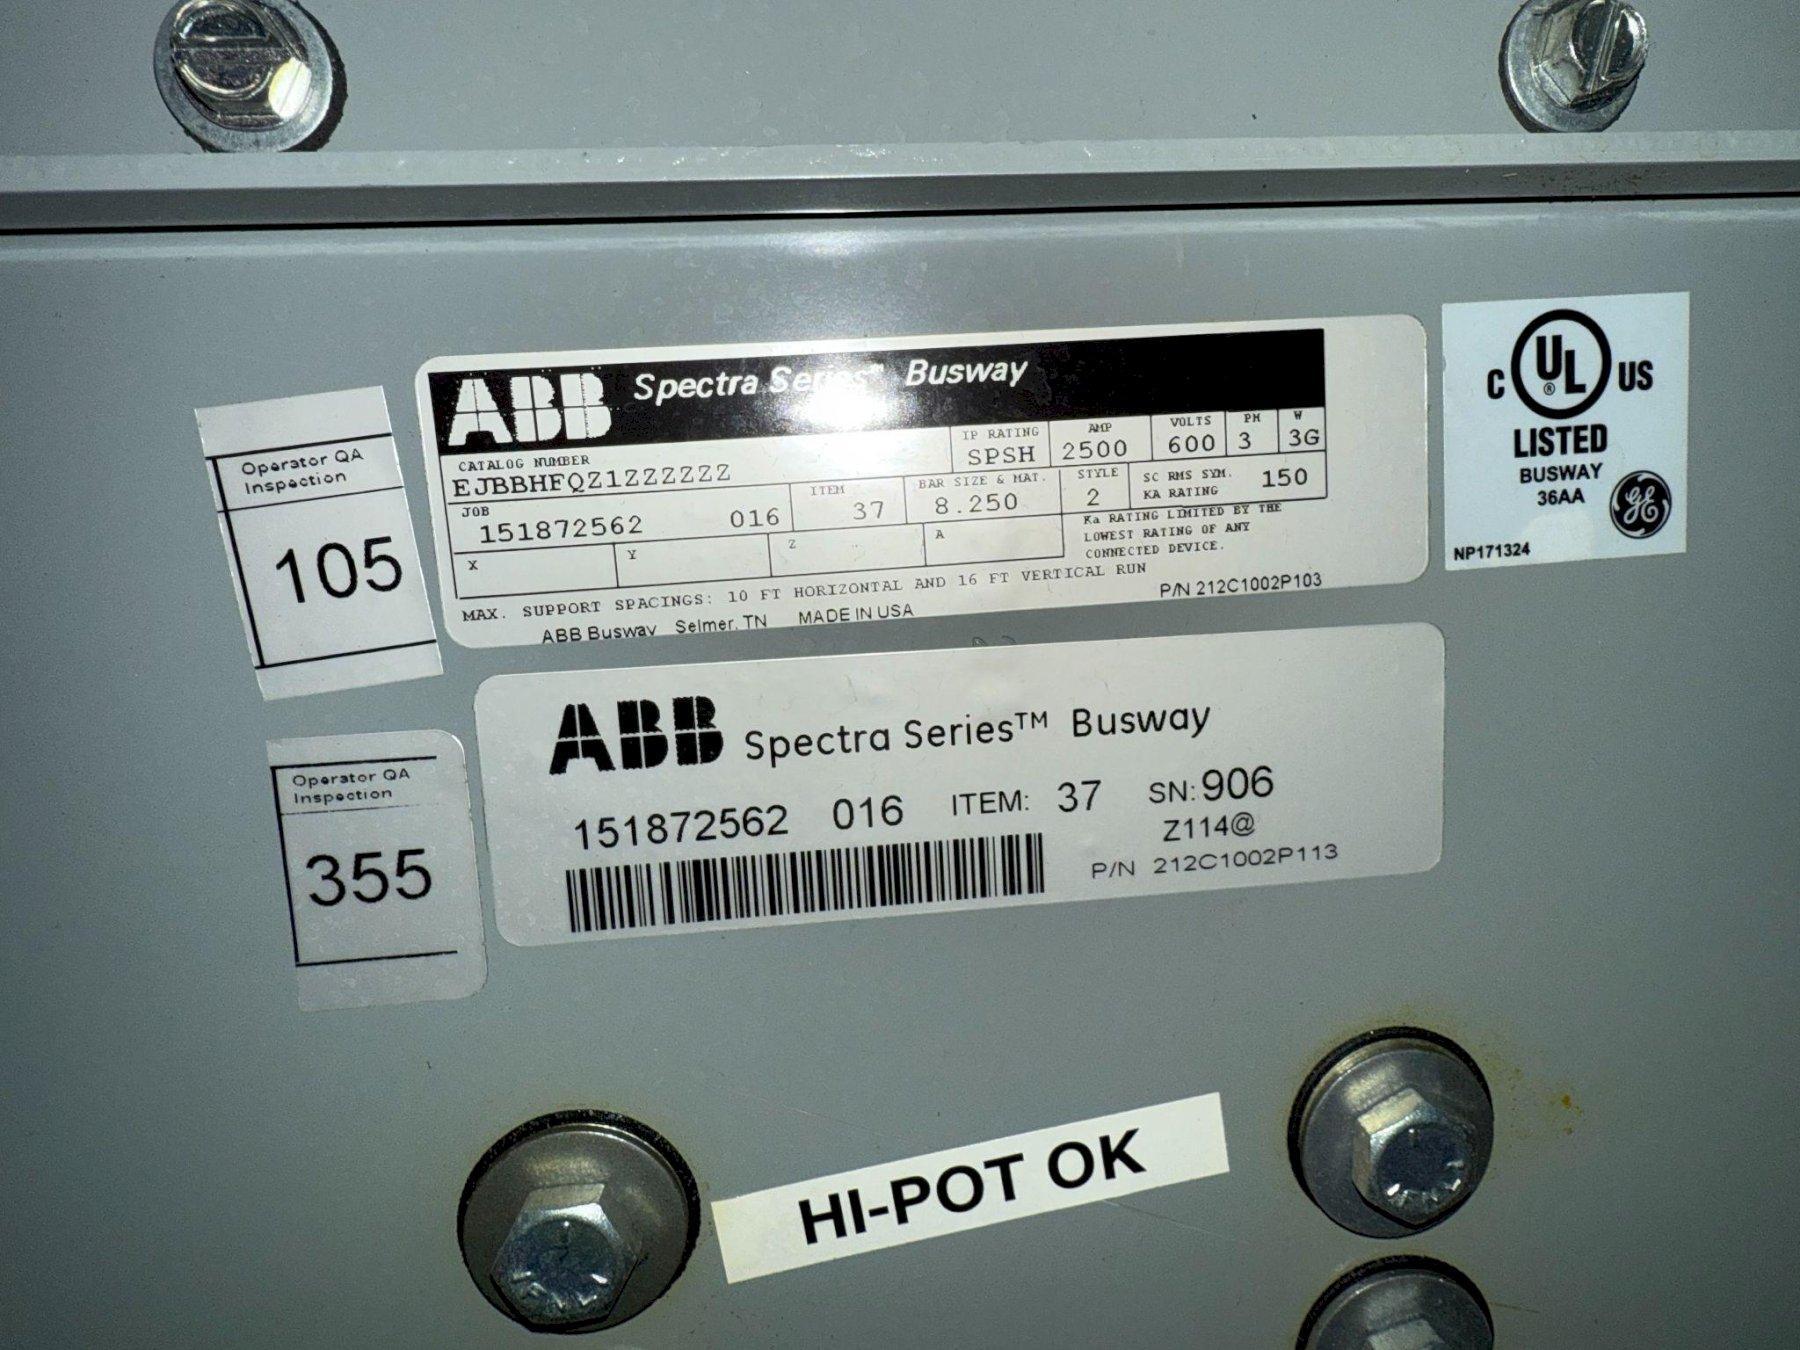 ABB Spectra Series™ Busway
CATALOG NUMBER
EJBBHFQZ1ZZZZZZ
IP RATING
SPSH
AMP
2500
VOLTS
600
PH
3
W
3G
JOB
151872562 016
ITEM
37
BAR SIZE & MAT.
8.250
STYLE
2
SC RMS SYM.
KA RATING
150
X
Y
Z
A
Ka RATING LIMITED BY THE
LOWEST RATING OF ANY
CONNECTED DEVICE.
MAX. SUPPORT SPACINGS: 10 FT HORIZONTAL AND 16 FT VERTICAL RUN
P/N 212C1002P103
ABB Busway Selmer, TN MADE IN USA
C UL ® US
LISTED
BUSWAY
36AA
GE
NP171324
Operator QA
Inspection
105
ABB Spectra Series™ Busway
151872562 016 ITEM: 37 SN: 906
Z114@
P/N 212C1002P113
Operator QA
Inspection
355
HI-POT OK